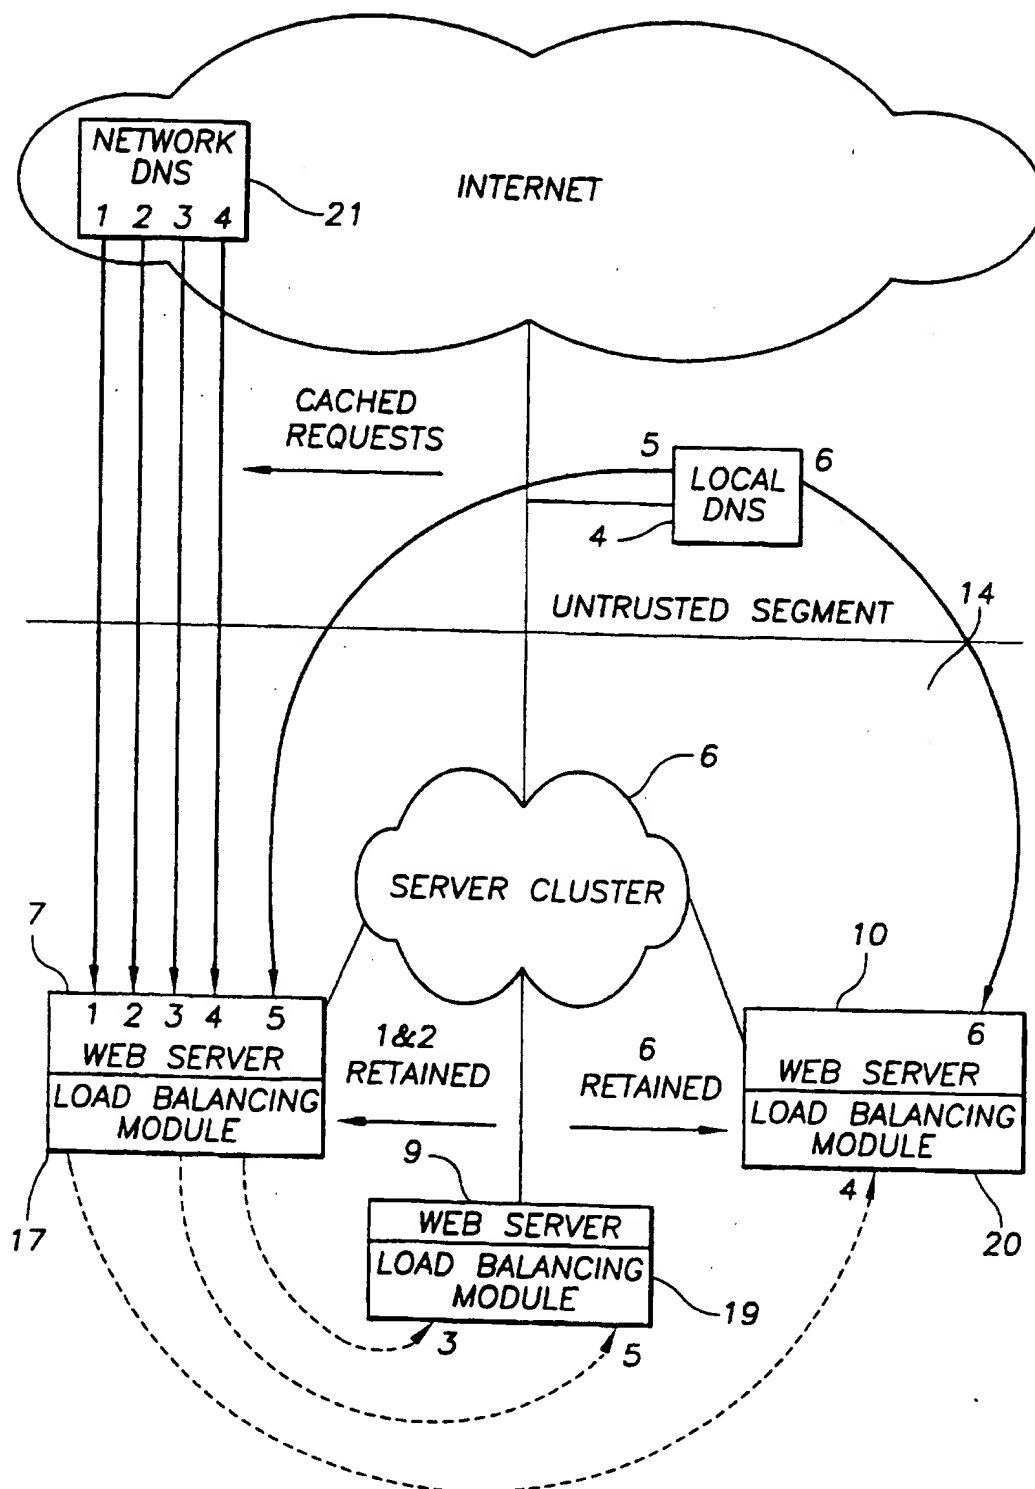 NETWORK
DNS
1 2 3 4
21
INTERNET
CACHED
REQUESTS
5
LOCAL
DNS
6
4
UNTRUSTED SEGMENT
14
6
SERVER CLUSTER
7
10
1 2 3 4 5
WEB SERVER
LOAD BALANCING
MODULE
17
1&2
RETAINED
6
RETAINED
6
WEB SERVER
LOAD BALANCING
MODULE
4
20
9
WEB SERVER
LOAD BALANCING
MODULE
19
3
5